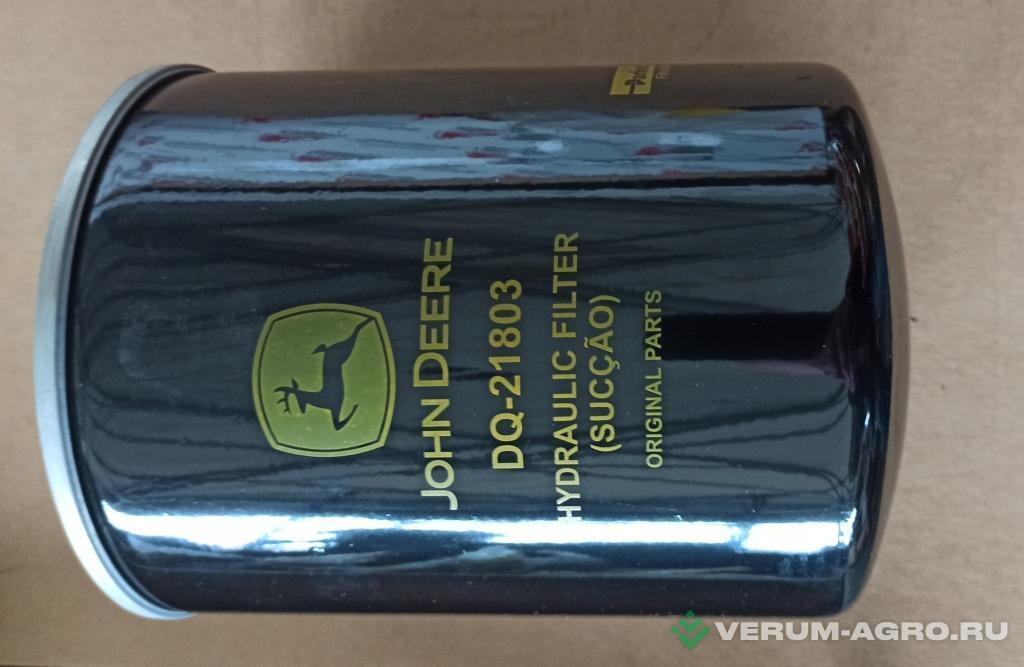 JOHN DEERE
DQ-21803
HYDRAULIC FILTER
(SUCÇÃO)
ORIGINAL PARTS
VERUM-AGRO.RU